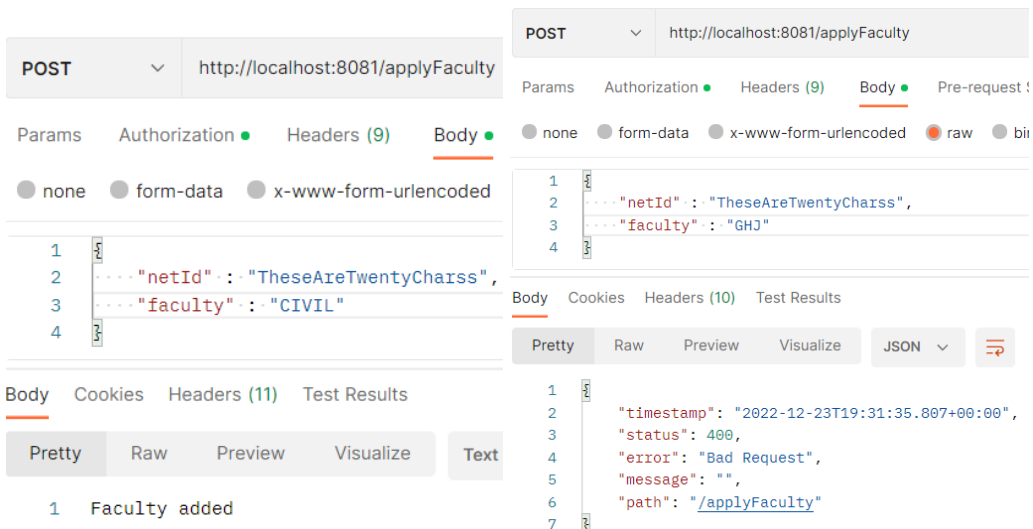 POST http://localhost:8081/applyFaculty
Params Authorization Headers (9) Body
none form-data x-www-form-urlencoded
1 {
2 "netId" : "TheseAreTwentyCharss",
3 "faculty" : "CIVIL"
4 }
Body Cookies Headers (11) Test Results
Pretty Raw Preview Visualize Text
1 Faculty added
POST http://localhost:8081/applyFaculty
Params Authorization Headers (9) Body Pre-request S
none form-data x-www-form-urlencoded raw bin
1 {
2 "netId" : "TheseAreTwentyCharss",
3 "faculty" : "GHJ"
4 }
Body Cookies Headers (10) Test Results
Pretty Raw Preview Visualize JSON
1 {
2 "timestamp": "2022-12-23T19:31:35.807+00:00",
3 "status": 400,
4 "error": "Bad Request",
5 "message": "",
6 "path": "/applyFaculty"
7 }